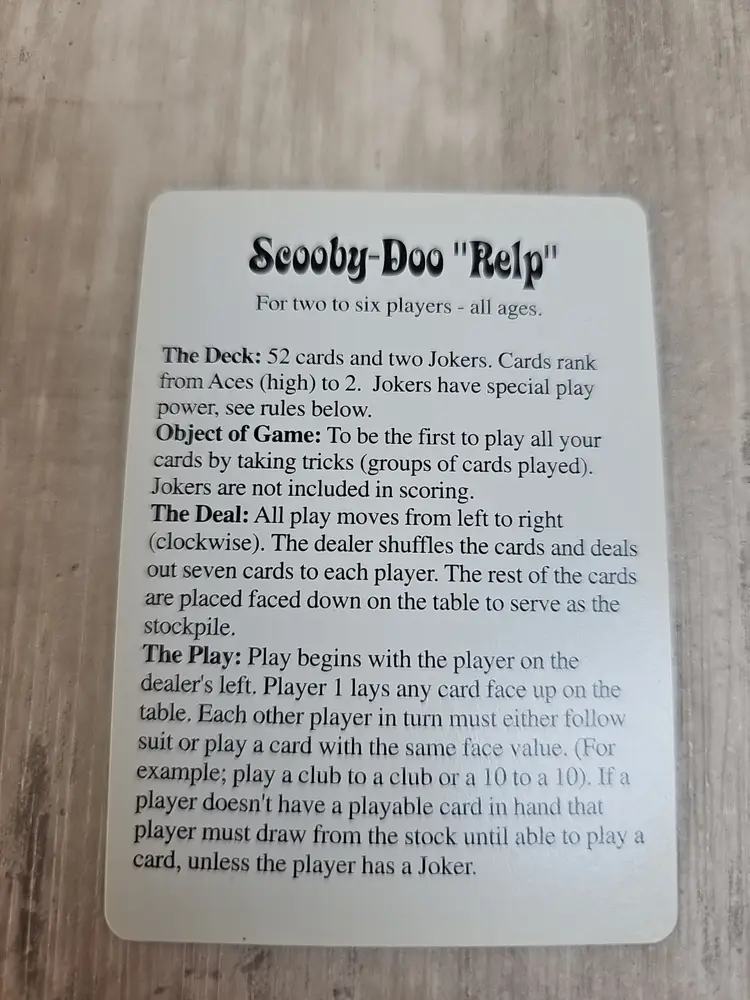 Scooby-Doo "Relp"
For two to six players - all ages.
The Deck: 52 cards and two Jokers. Cards rank
from Aces (high) to 2. Jokers have special play
power, see rules below.
Object of Game: To be the first to play all your
cards by taking tricks (groups of cards played).
Jokers are not included in scoring.
The Deal: All play moves from left to right
(clockwise). The dealer shuffles the cards and deals
out seven cards to each player. The rest of the cards
are placed faced down on the table to serve as the
stockpile.
The Play: Play begins with the player on the
dealer's left. Player 1 lays any card face up on the
table. Each other player in turn must either follow
suit or play a card with the same face value. (For
example; play a club to a club or a 10 to a 10). If a
player doesn't have a playable card in hand that
player must draw from the stock until able to play a
card, unless the player has a Joker.